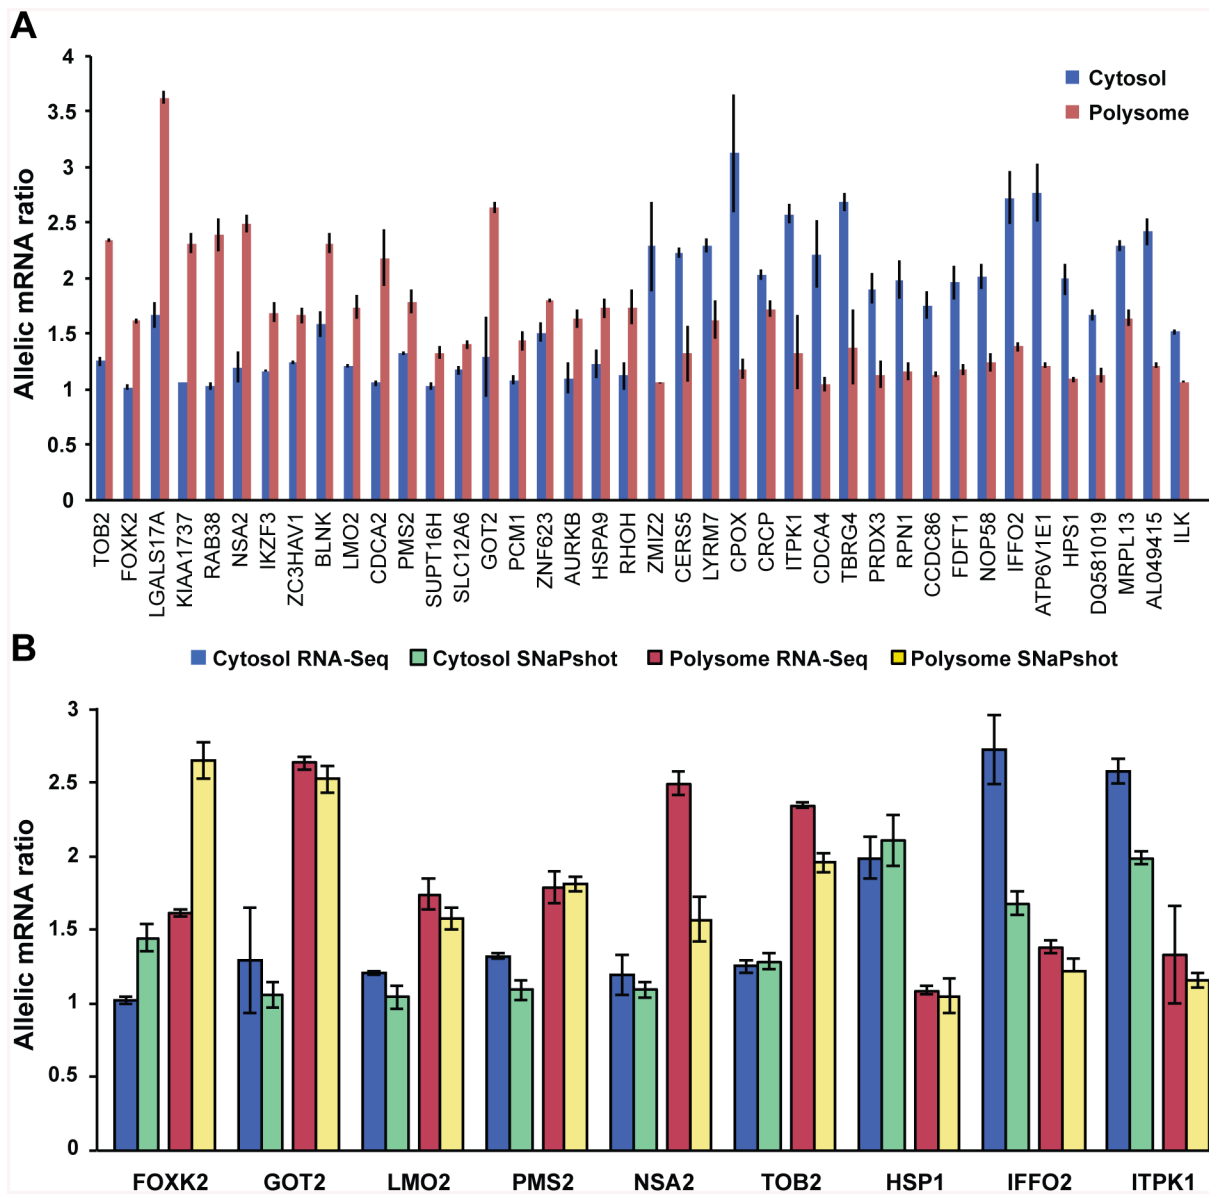 A
4
3.5
3
2.5
2
1.5
1
0.5
0
Allelic mRNA ratio
Cytosol
Polysome
TOB2
FOXK2
LGALS17A
KIAA1737
RAB38
NSA2
IKZF3
ZC3HAV1
BLNK
LMO2
CDCA2
PMS2
SUPT16H
SLC12A6
GOT2
PCM1
ZNF623
AURKB
HSPA9
RHOH
ZMIZ2
CERS5
LYRM7
CPOX
CRCP
ITPK1
CDCA4
TBRG4
PRDX3
RPN1
CCDC86
FDFT1
NOP58
IFFO2
ATP6V1E1
HPS1
DQ581019
MRPL13
AL049415
ILK
B
Cytosol RNA-Seq Cytosol SNaPshot Polysome RNA-Seq Polysome SNaPshot
3
2.5
2
1.5
1
0.5
0
Allelic mRNA ratio
FOXK2 GOT2 LMO2 PMS2 NSA2 TOB2 HSP1 IFFO2 ITPK1